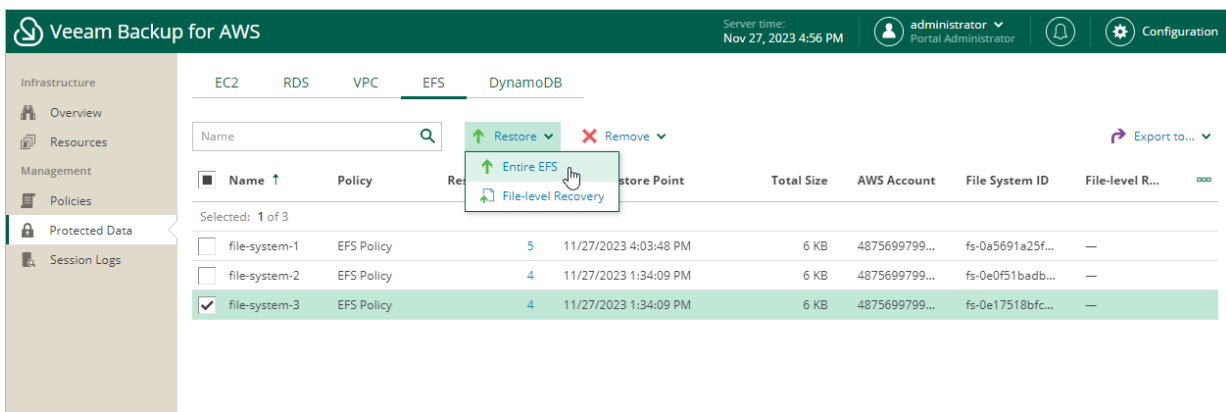 Veeam Backup for AWS
Server time:
Nov 27, 2023 4:56 PM
administrator
Portal Administrator
Configuration
Infrastructure
Overview
Resources
Management
Policies
Protected Data
Session Logs
EC2 RDS VPC EFS DynamoDB
Name Restore Remove Export to...
Entire EFS
File-level Recovery
Name Policy Res store Point Total Size AWS Account File System ID File-level R...
Selected: 1 of 3
file-system-1 EFS Policy 5 11/27/2023 4:03:48 PM 6 KB 4875699799... fs-0a5691a25f... —
file-system-2 EFS Policy 4 11/27/2023 1:34:09 PM 6 KB 4875699799... fs-0e0f51badb... —
file-system-3 EFS Policy 4 11/27/2023 1:34:09 PM 6 KB 4875699799... fs-0e17518bfc... —